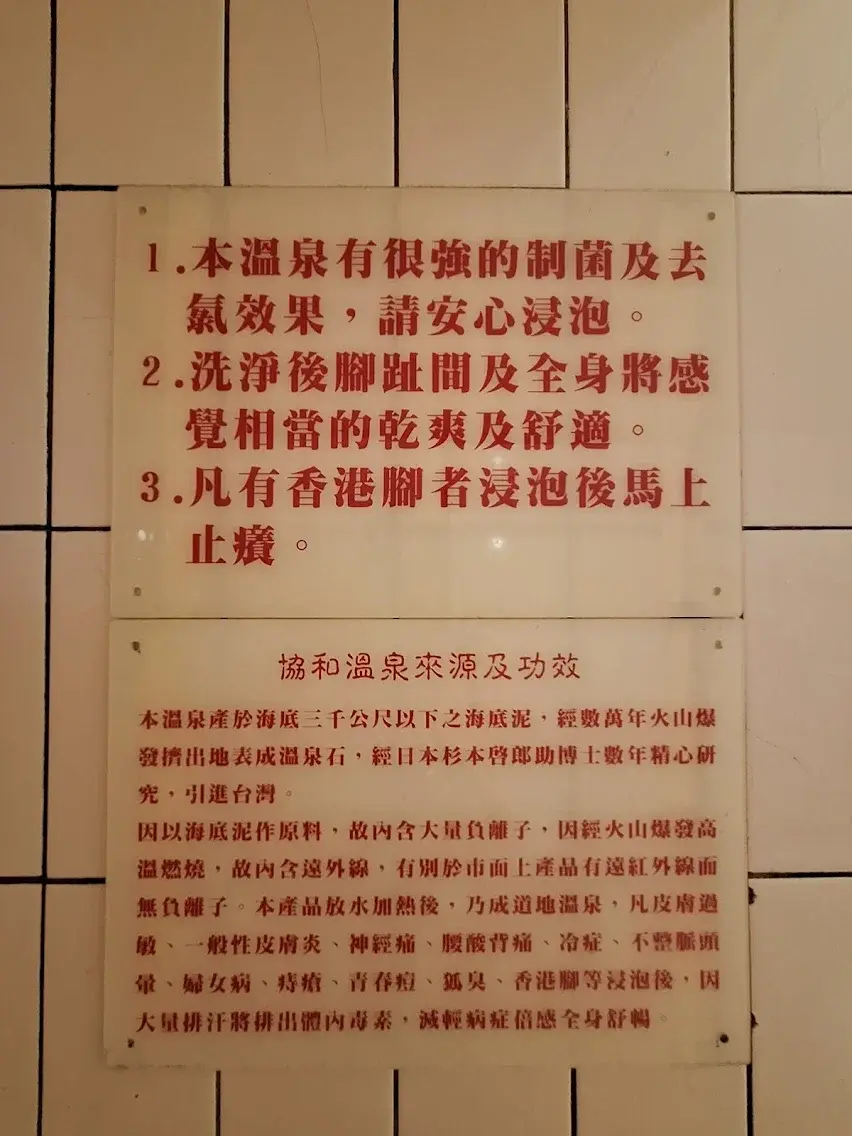 1.本溫泉有很強的制菌及去
氯效果，請安心浸泡。
2.洗淨後腳趾間及全身將感
覺相當的乾爽及舒適。
3.凡有香港腳者浸泡後馬上
止癢。
協和溫泉來源及功效
本溫泉產於海底三千公尺以下之海底泥，經數萬年火山爆
發擠出地表成溫泉石，經日本杉本啓郎助博士數年精心研
究，引進台灣。
因以海底泥作原料，故內含大量負離子，因經火山爆發高
溫燃燒，故內含遠外線，有別於市面上產品有遠紅外線面
無負離子。本產品放水加熱後，乃成道地溫泉，凡皮膚過
敏、一般性皮膚炎、神經痛、腰酸背痛、冷症、不整脈頭
暈、婦女病、痔瘡、青春痘、狐臭、香港腳等浸泡後，因
大量排汗將排出體內毒素，減輕病症倍感全身舒暢。